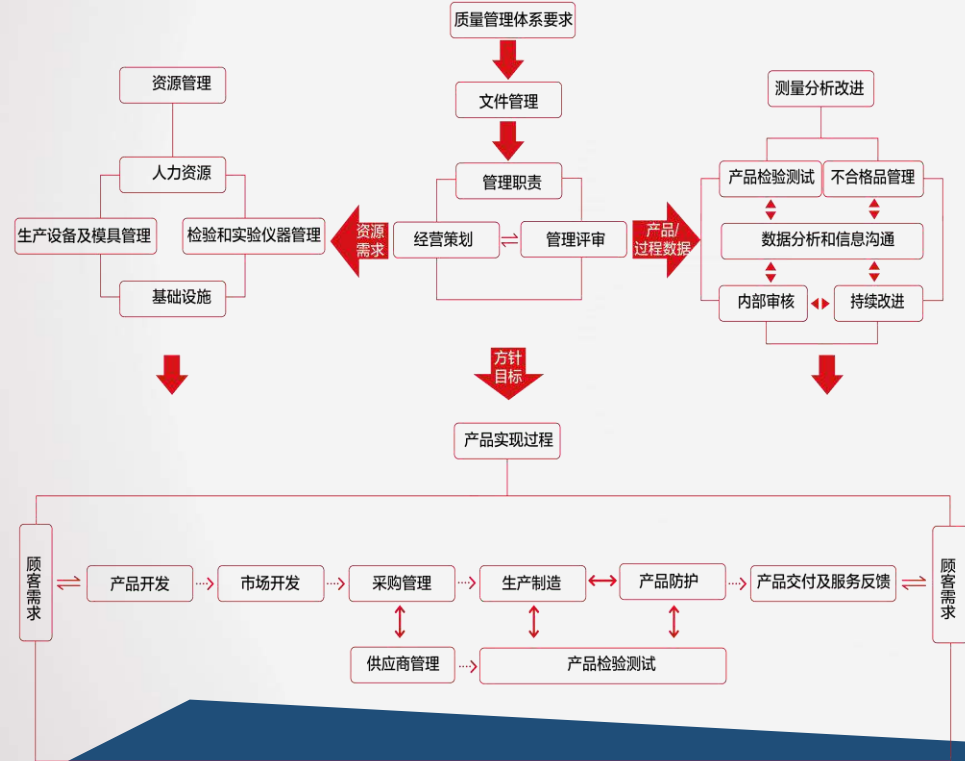 质量管理体系要求
资源管理
文件管理
测量分析改进
人力资源
管理职责
产品检验测试
不合格品管理
生产设备及模具管理
检验和实验仪器管理
资源
需求
经营策划
管理评审
产品/
过程数据
数据分析和信息沟通
基础设施
内部审核
持续改进
方针
目标
产品实现过程
顾客需求
产品开发
市场开发
采购管理
生产制造
产品防护
产品交付及服务反馈
顾客需求
供应商管理
产品检验测试